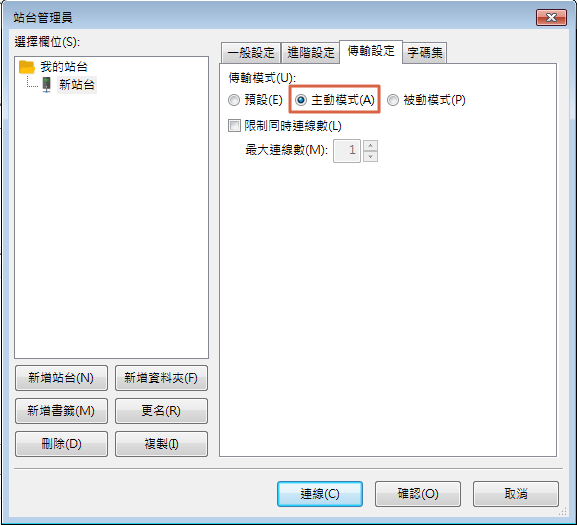 站台管理員
選擇欄位(S):
我的站台
新站台
新增站台(N)
新增資料夾(F)
新增書籤(M)
更名(R)
刪除(D)
複製(I)
一般設定
進階設定
傳輸設定
字碼集
傳輸模式(U):
預設(E)
主動模式(A)
被動模式(P)
限制同時連線數(L)
最大連線數(M):
1
連線(C)
確認(O)
取消